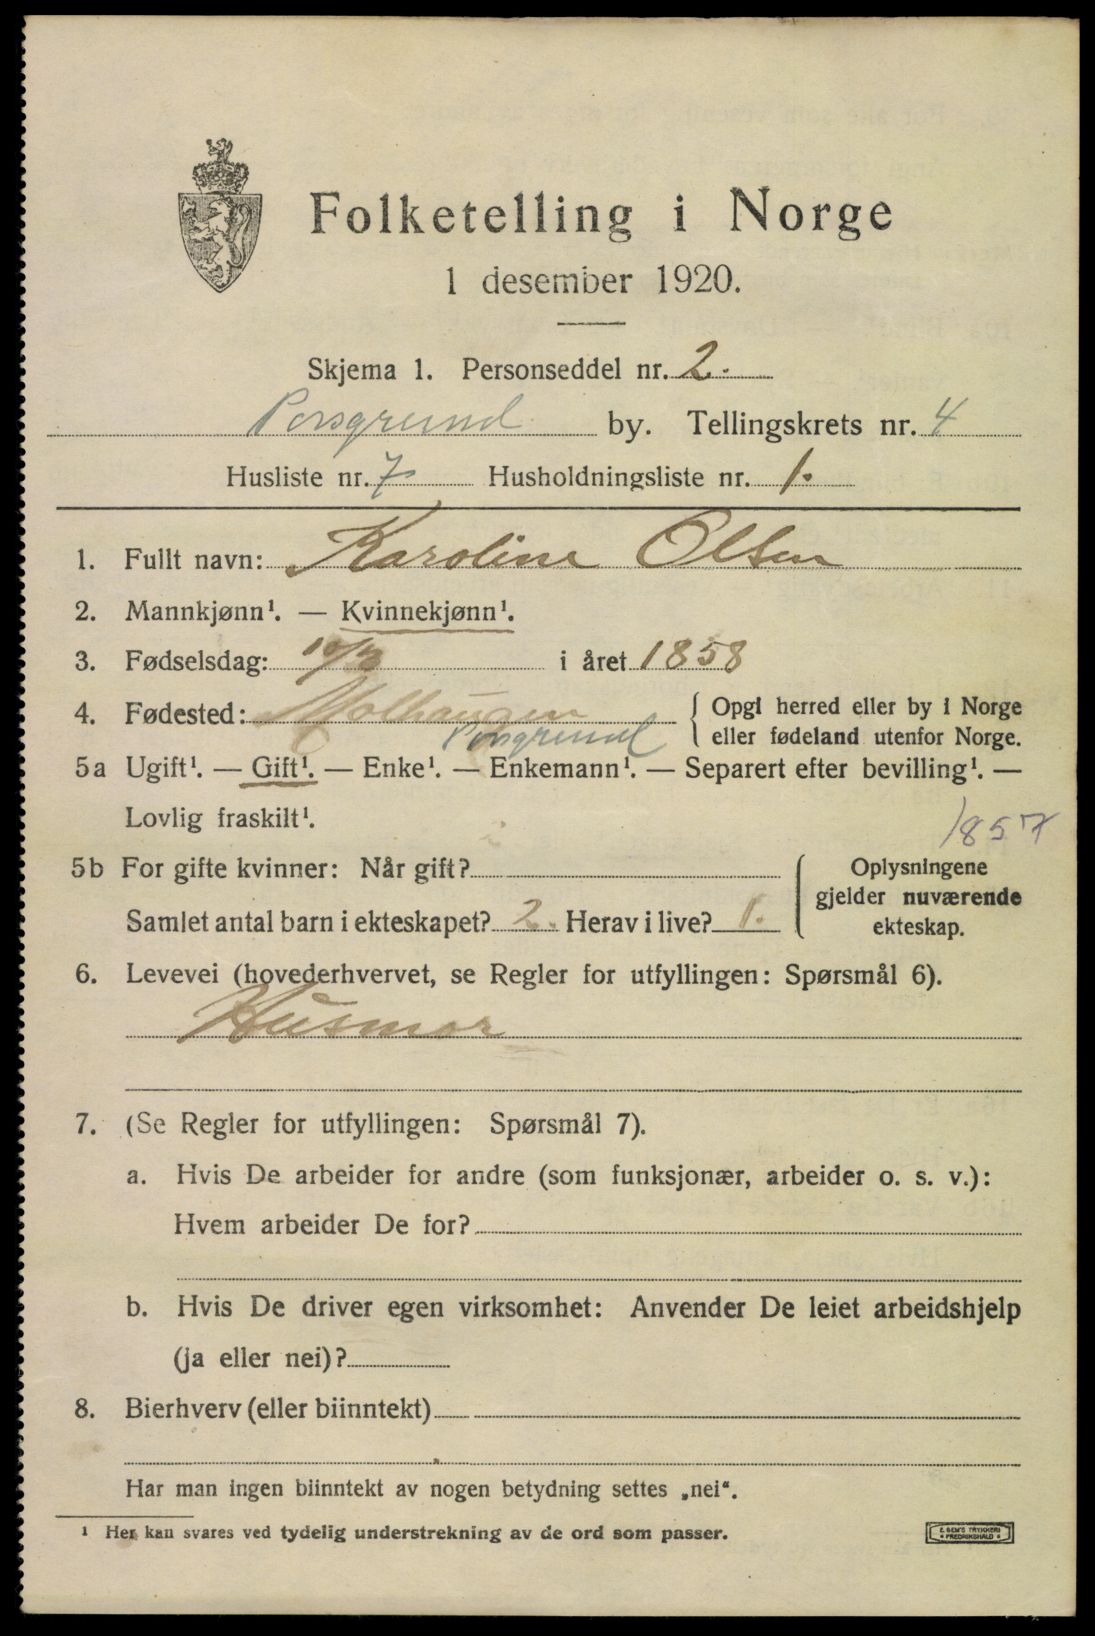 Folketelling i Norge
1 desember 1920.
Skjema 1. Personseddel nr. 2.
Porsgrund by. Tellingskrets nr. 4
Husliste nr. 7 Husholdningsliste nr. 1.
1. Fullt navn: Karoline Olsen
2. Mannkjønn¹. — Kvinnekjønn¹.
3. Fødselsdag: i året 1858
4. Fødested: Molhaugen { Opgi herred eller by i Norge
Porsgrund eller fødeland utenfor Norge.
5a Ugift¹. — Gift¹. — Enke¹. — Enkemann¹. — Separert efter bevilling¹. —
Lovlig fraskilt¹.
1857
5b For gifte kvinner: Når gift? { Oplysningene
gjelder nuværende
Samlet antal barn i ekteskapet? 2. Herav i live? 1. ekteskap.
6. Levevei (hovederhvervet, se Regler for utfyllingen: Spørsmål 6).
Husmor
7. (Se Regler for utfyllingen: Spørsmål 7).
a. Hvis De arbeider for andre (som funksjonær, arbeider o. s. v.):
Hvem arbeider De for?
b. Hvis De driver egen virksomhet: Anvender De leiet arbeidshjelp
(ja eller nei)?
8. Bierhverv (eller biinntekt)
Har man ingen biinntekt av nogen betydning settes „nei“.
¹ Her kan svares ved tydelig understrekning av de ord som passer.
E. SEM'S TRYKKERI
* FREDRIKSHALD *